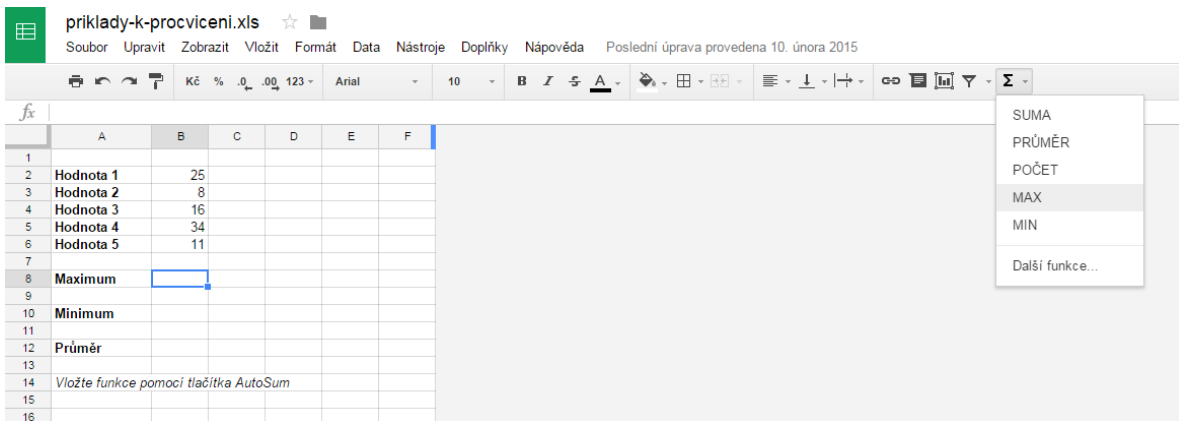 priklady-k-procviceni.xls
Soubor Upravit Zobrazit Vložit Formát Data Nástroje Doplňky Nápověda Poslední úprava provedena 10. února 2015
Kč % .0 .00 123 Arial 10 B I S A Σ
fx
A B C D E F
1
2 Hodnota 1 25
3 Hodnota 2 8
4 Hodnota 3 16
5 Hodnota 4 34
6 Hodnota 5 11
7
8 Maximum
9
10 Minimum
11
12 Průměr
13
14 Vložte funkce pomocí tlačítka AutoSum
15
16
SUMA
PRŮMĚR
POČET
MAX
MIN
Další funkce...